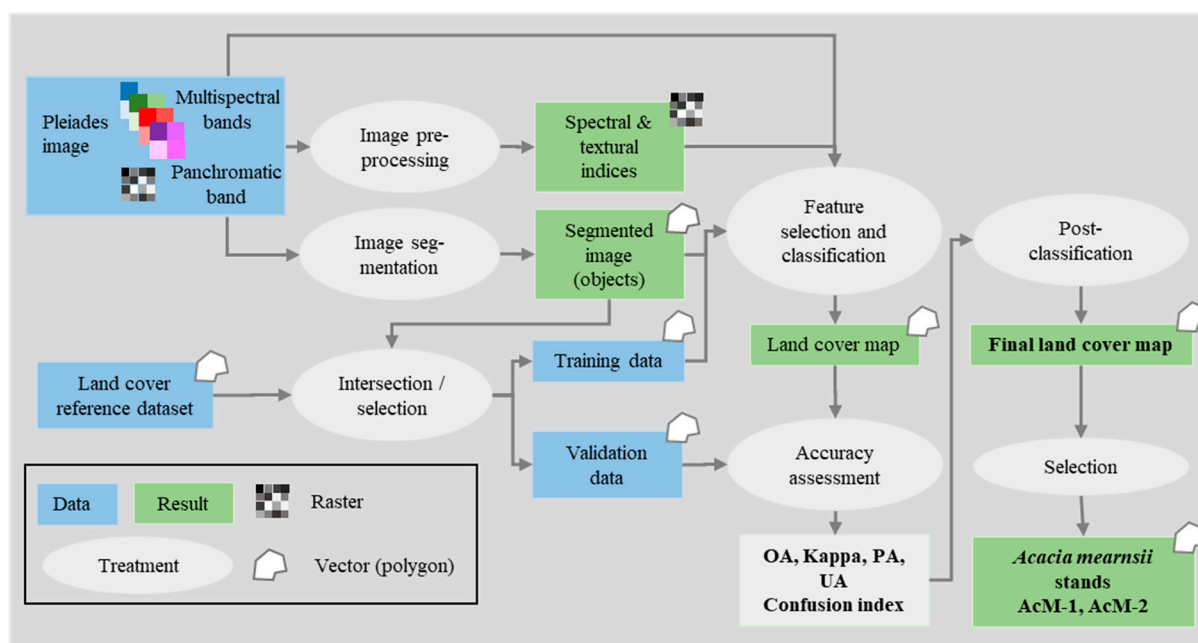 Pleiades
image
Multispectral
bands
Panchromatic
band
Image pre-
processing
Spectral &
textural
indices
Image seg-
mentation
Segmented
image
(objects)
Feature
selection and
classification
Post-
classification
Land cover
reference dataset
Intersection /
selection
Training data
Validation
data
Land cover map
Final land cover map
Accuracy
assessment
Selection
OA, Kappa, PA,
UA
Confusion index
Acacia mearnsii
stands
AcM-1, AcM-2
Data
Result
Raster
Treatment
Vector (polygon)